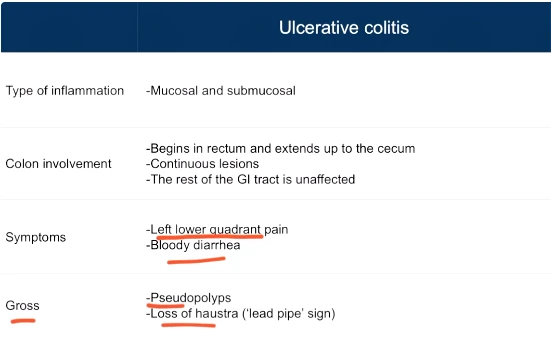 Ulcerative colitis
Type of inflammation
-Mucosal and submucosal
Colon involvement
-Begins in rectum and extends up to the cecum
-Continuous lesions
-The rest of the GI tract is unaffected
Symptoms
-Left lower quadrant pain
-Bloody diarrhea
Gross
-Pseudopolyps
-Loss of haustra ('lead pipe' sign)